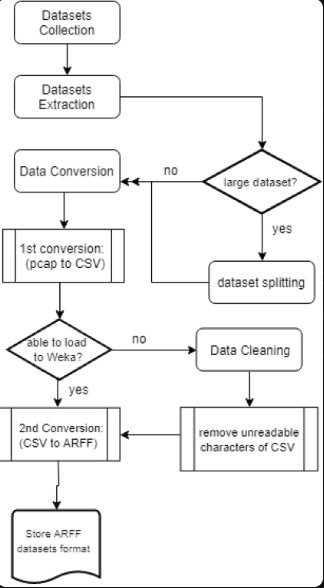 Datasets
Collection
Datasets
Extraction
large dataset?
no
yes
Data Conversion
dataset splitting
1st conversion:
(pcap to CSV)
able to load
to Weka?
no
Data Cleaning
yes
2nd Conversion:
(CSV to ARFF)
remove unreadable
characters of CSV
Store ARFF
datasets format